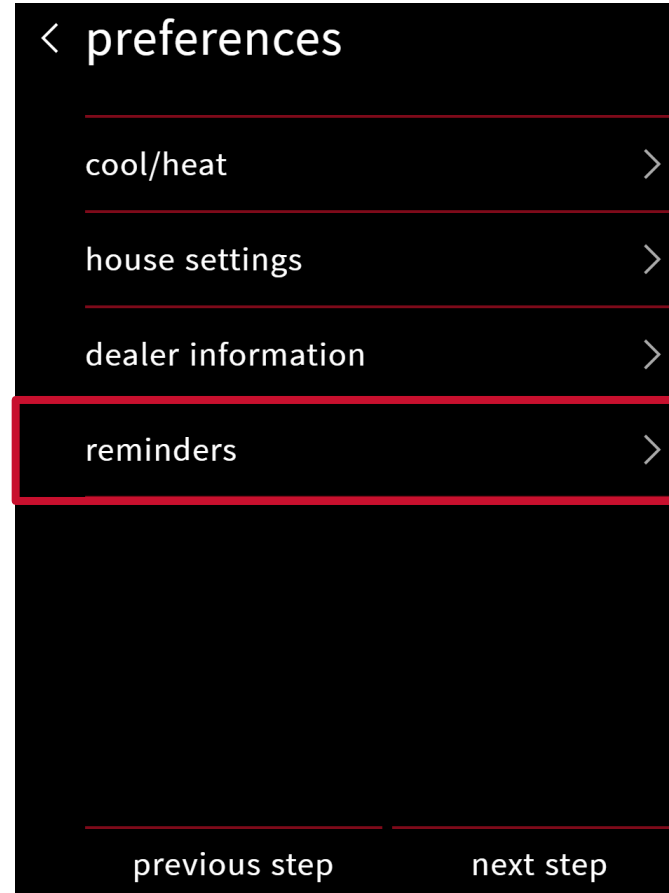 preferences
cool/heat
house settings
dealer information
reminders
previous step next step